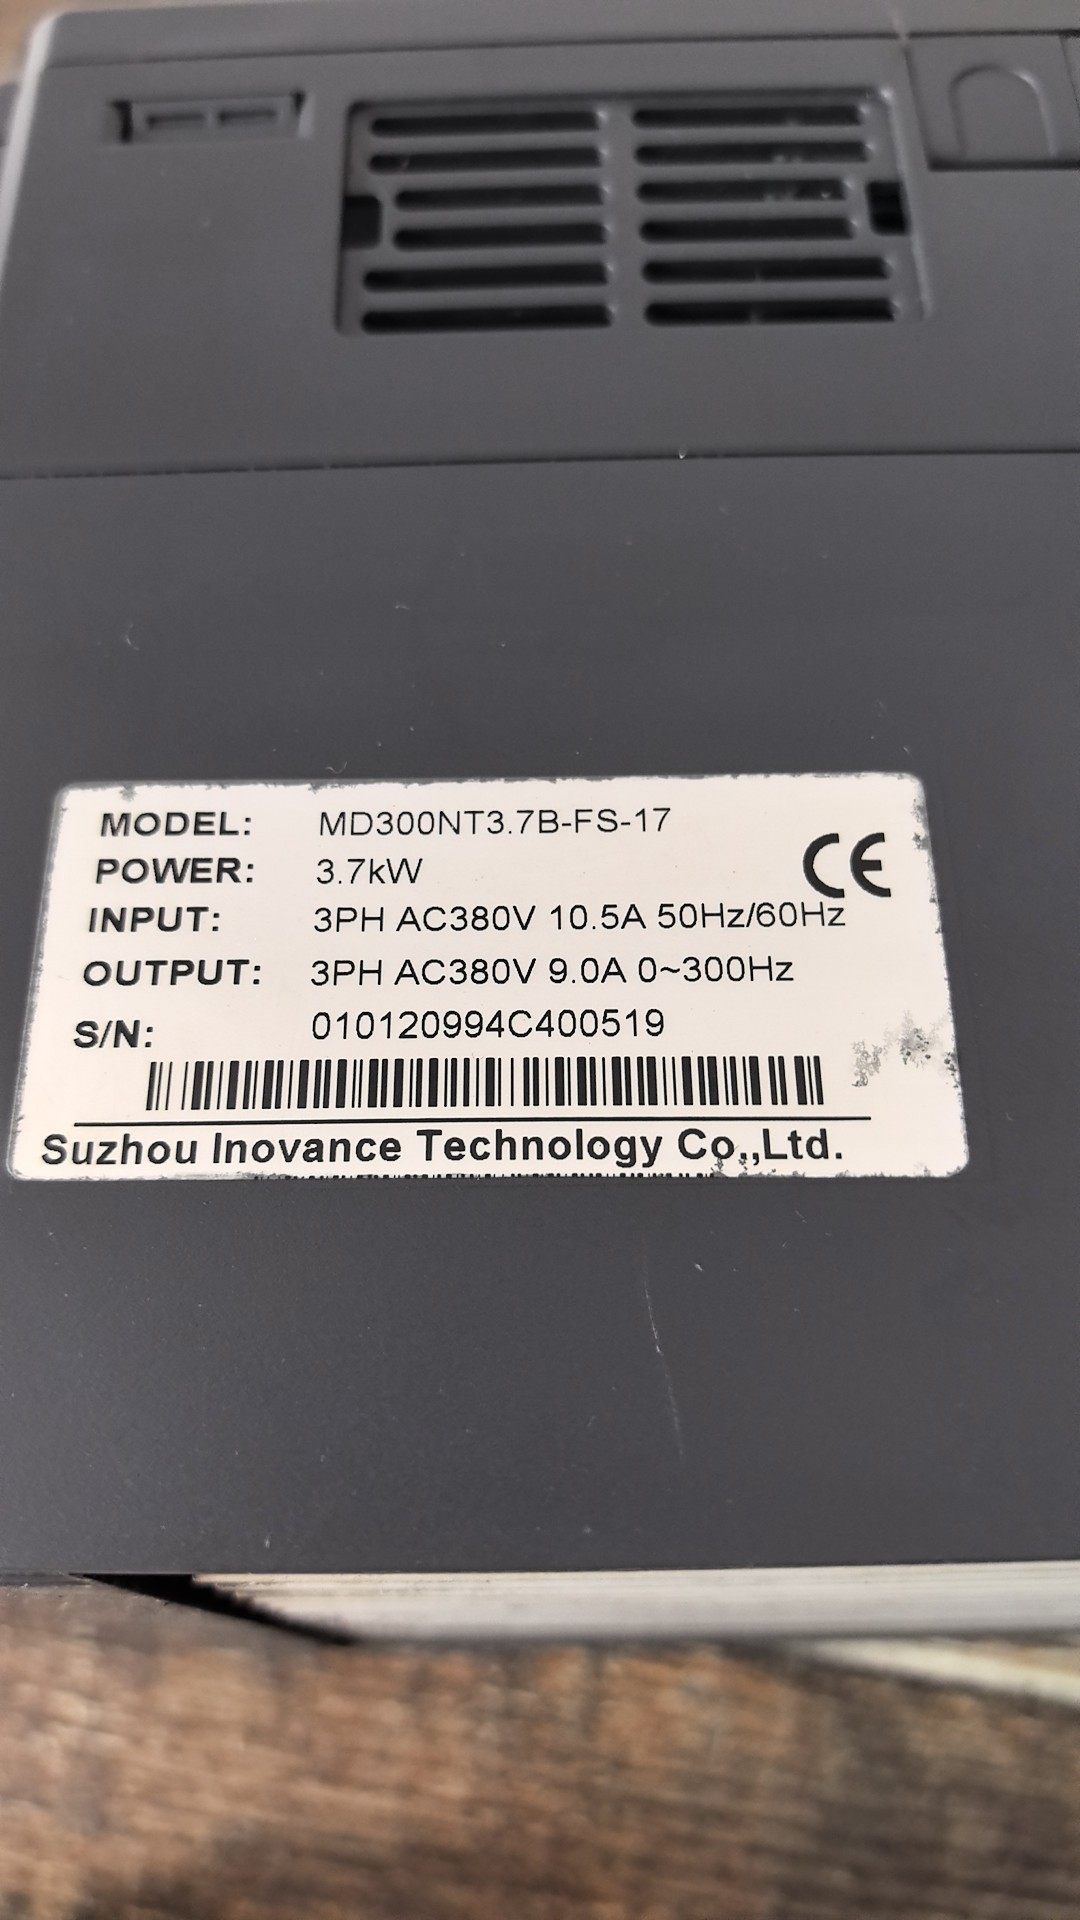 MODEL: MD300NT3.7B-FS-17
POWER: 3.7kW
CE
INPUT: 3PH AC380V 10.5A 50Hz/60Hz
OUTPUT: 3PH AC380V 9.0A 0~300Hz
S/N: 010120994C400519
Suzhou Inovance Technology Co.,Ltd.